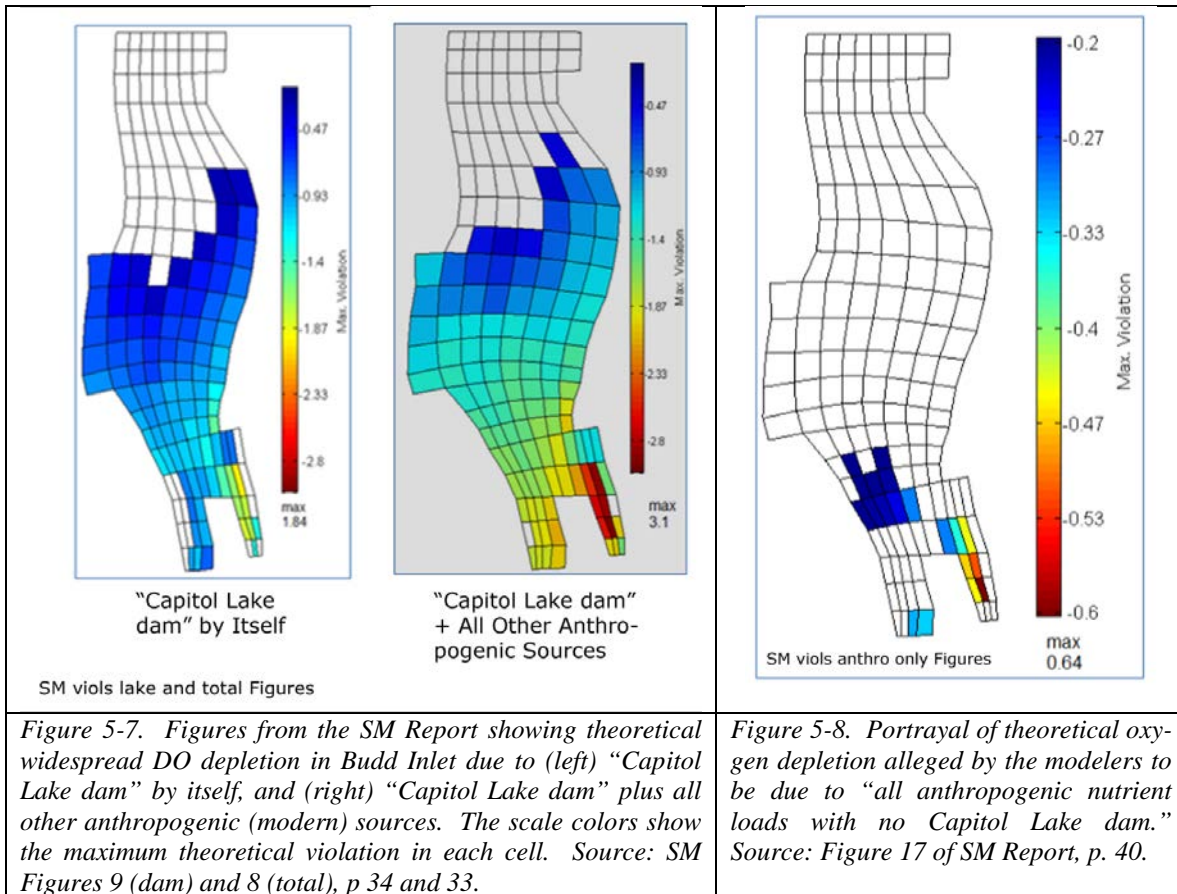 -0.47
-0.93
-1.4
-1.87
-2.33
-2.8
Max. Violation
max
1.84
"Capitol Lake
dam" by Itself
-0.47
-0.93
-1.4
-1.87
-2.33
-2.8
Max. Violation
max
3.1
"Capitol Lake dam"
+ All Other Anthro-
pogenic Sources
SM viols lake and total Figures
-0.2
-0.27
-0.33
-0.4
-0.47
-0.53
-0.6
Max. Violation
max
0.64
SM viols anthro only Figures
Figure 5-7. Figures from the SM Report showing theoretical
widespread DO depletion in Budd Inlet due to (left) "Capitol
Lake dam" by itself, and (right) "Capitol Lake dam" plus all
other anthropogenic (modern) sources. The scale colors show
the maximum theoretical violation in each cell. Source: SM
Figures 9 (dam) and 8 (total), p 34 and 33.
Figure 5-8. Portrayal of theoretical oxy-
gen depletion alleged by the modelers to
be due to "all anthropogenic nutrient
loads with no Capitol Lake dam."
Source: Figure 17 of SM Report, p. 40.